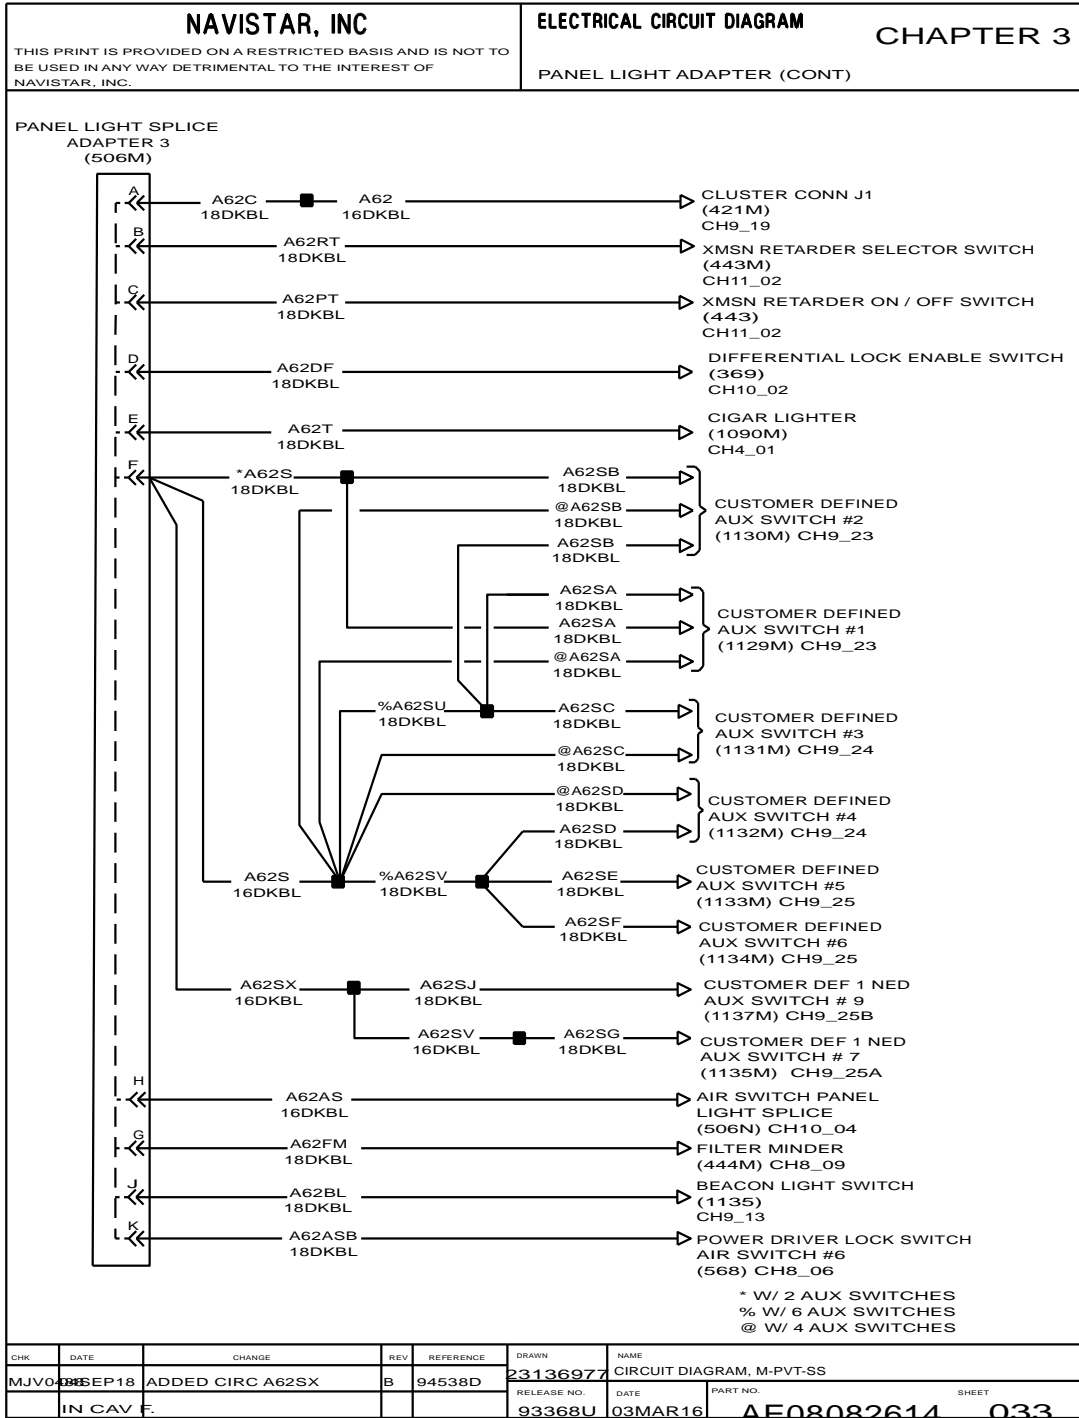 NAVISTAR, INC
THIS PRINT IS PROVIDED ON A RESTRICTED BASIS AND IS NOT TO
BE USED IN ANY WAY DETRIMENTAL TO THE INTEREST OF
NAVISTAR, INC.
ELECTRICAL CIRCUIT DIAGRAM
CHAPTER 3
PANEL LIGHT ADAPTER (CONT)
PANEL LIGHT SPLICE
ADAPTER 3
(506M)
A
A62C
18DKBL
A62
16DKBL
CLUSTER CONN J1
(421M)
CH9_19
B
A62RT
18DKBL
XMSN RETARDER SELECTOR SWITCH
(443M)
CH11_02
C
A62PT
18DKBL
XMSN RETARDER ON / OFF SWITCH
(443)
CH11_02
D
A62DF
18DKBL
DIFFERENTIAL LOCK ENABLE SWITCH
(369)
CH10_02
E
A62T
18DKBL
CIGAR LIGHTER
(1090M)
CH4_01
F
*A62S
18DKBL
A62SB
18DKBL
@A62SB
18DKBL
A62SB
18DKBL
CUSTOMER DEFINED
AUX SWITCH #2
(1130M) CH9_23
A62SA
18DKBL
A62SA
18DKBL
@A62SA
18DKBL
CUSTOMER DEFINED
AUX SWITCH #1
(1129M) CH9_23
%A62SU
18DKBL
A62SC
18DKBL
@A62SC
18DKBL
CUSTOMER DEFINED
AUX SWITCH #3
(1131M) CH9_24
@A62SD
18DKBL
A62SD
18DKBL
CUSTOMER DEFINED
AUX SWITCH #4
(1132M) CH9_24
A62S
16DKBL
%A62SV
18DKBL
A62SE
18DKBL
CUSTOMER DEFINED
AUX SWITCH #5
(1133M) CH9_25
A62SF
18DKBL
CUSTOMER DEFINED
AUX SWITCH #6
(1134M) CH9_25
A62SX
16DKBL
A62SJ
18DKBL
CUSTOMER DEF 1 NED
AUX SWITCH # 9
(1137M) CH9_25B
A62SV
16DKBL
A62SG
18DKBL
CUSTOMER DEF 1 NED
AUX SWITCH # 7
(1135M) CH9_25A
H
A62AS
16DKBL
AIR SWITCH PANEL
LIGHT SPLICE
(506N) CH10_04
G
A62FM
18DKBL
FILTER MINDER
(444M) CH8_09
J
A62BL
18DKBL
BEACON LIGHT SWITCH
(1135)
CH9_13
K
A62ASB
18DKBL
POWER DRIVER LOCK SWITCH
AIR SWITCH #6
(568) CH8_06
* W/ 2 AUX SWITCHES
% W/ 6 AUX SWITCHES
@ W/ 4 AUX SWITCHES
CHK DATE CHANGE REV REFERENCE
SEP18 ADDED CIRC A62SX B 94538D
IN CAV F.
DRAWN
23136977
NAME
CIRCUIT DIAGRAM, M-PVT-SS
RELEASE NO.
93368U
DATE
03MAR16
PART NO.
AE08082614
SHEET
033